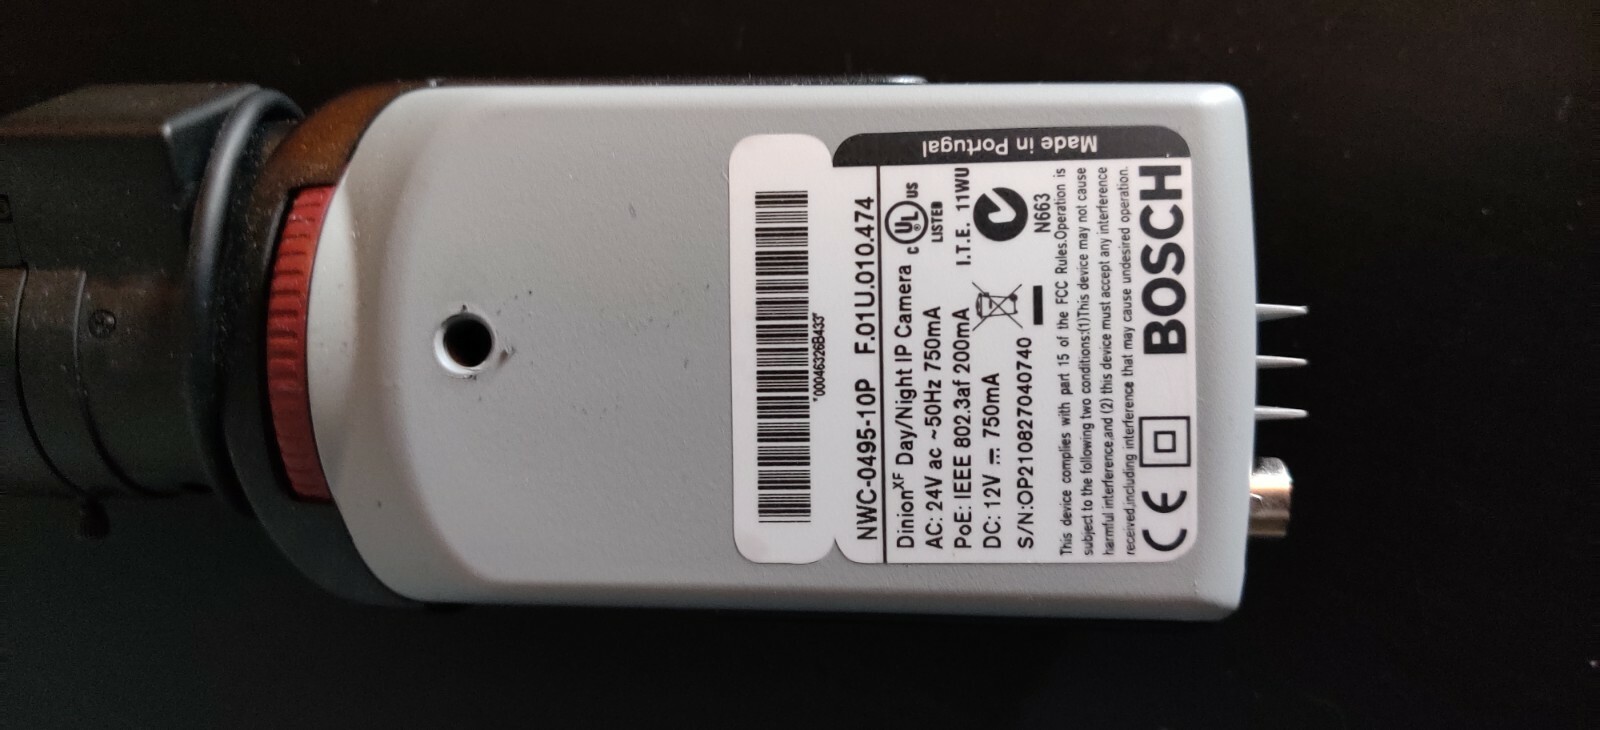 *00046326B433*
NWC-0495-10P F.01U.010.474
DinionXF Day/Night IP Camera
AC: 24V ac ~50Hz 750mA
PoE: IEEE 802.3af 200mA
DC: 12V ⎓ 750mA
S/N:OP210827040740
c UL us
LISTED
I.T.E. 11WU
N663
This device complies with part 15 of the FCC Rules.Operation is
subject to the following two conditions:(1)This device may not cause
harmful interference,and (2) this device must accept any interference
received,including interference that may cause undesired operation.
CE BOSCH
Made in Portugal